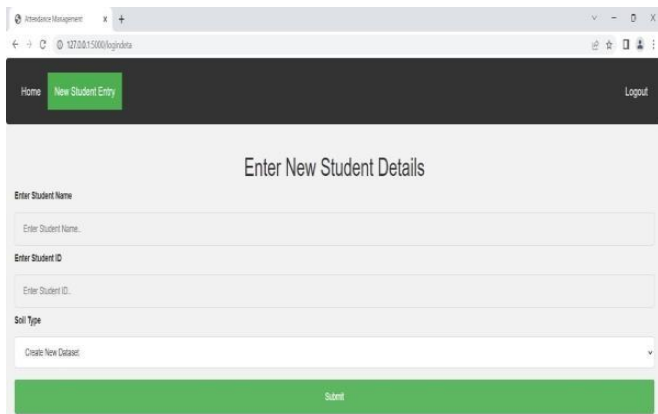 Attendance Management
127.0.0.1:5000/logindeta
Home New Student Entry Logout
Enter New Student Details
Enter Student Name
Enter Student Name..
Enter Student ID
Enter Student ID..
Soil Type
Create New Dataset
Submit